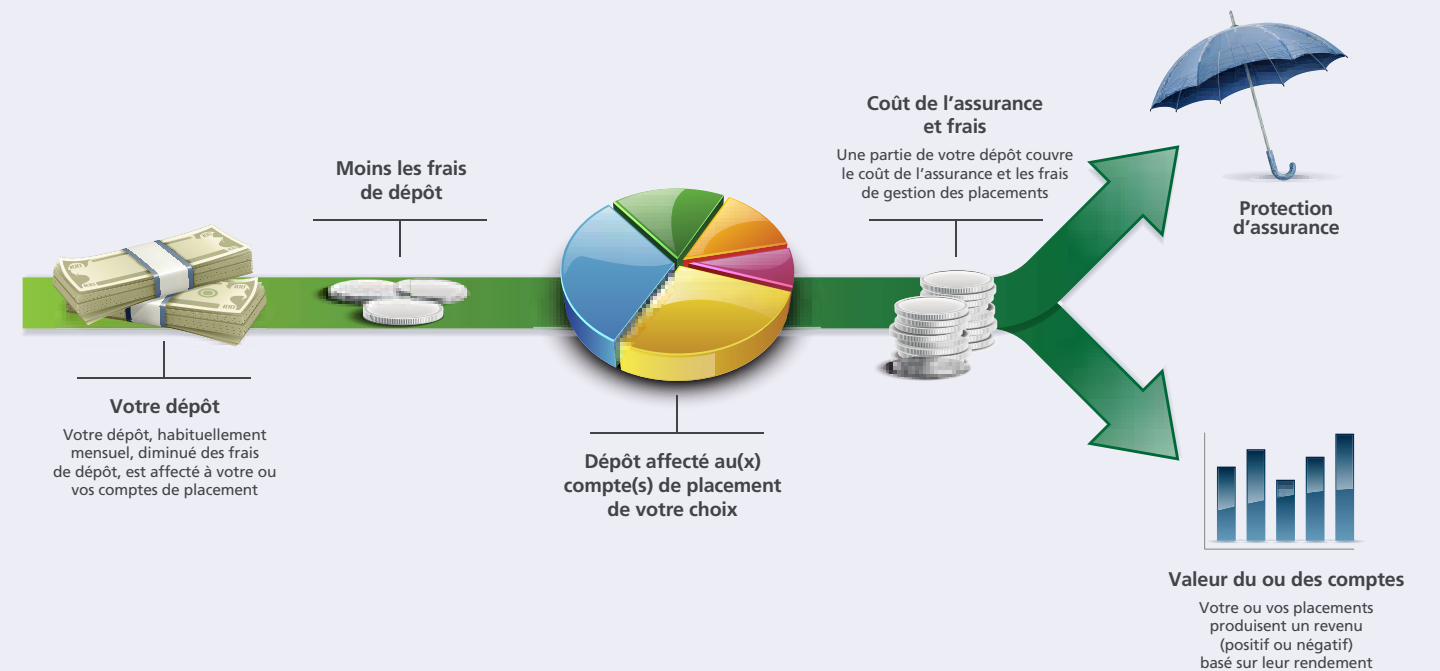 Votre dépôt
Votre dépôt, habituellement
mensuel, diminué des frais
de dépôt, est affecté à votre ou
vos comptes de placement
Moins les frais
de dépôt
Dépôt affecté au(x)
compte(s) de placement
de votre choix
Coût de l’assurance
et frais
Une partie de votre dépôt couvre
le coût de l’assurance et les frais
de gestion des placements
Protection
d’assurance
Valeur du ou des comptes
Votre ou vos placements
produisent un revenu
(positif ou négatif)
basé sur leur rendement